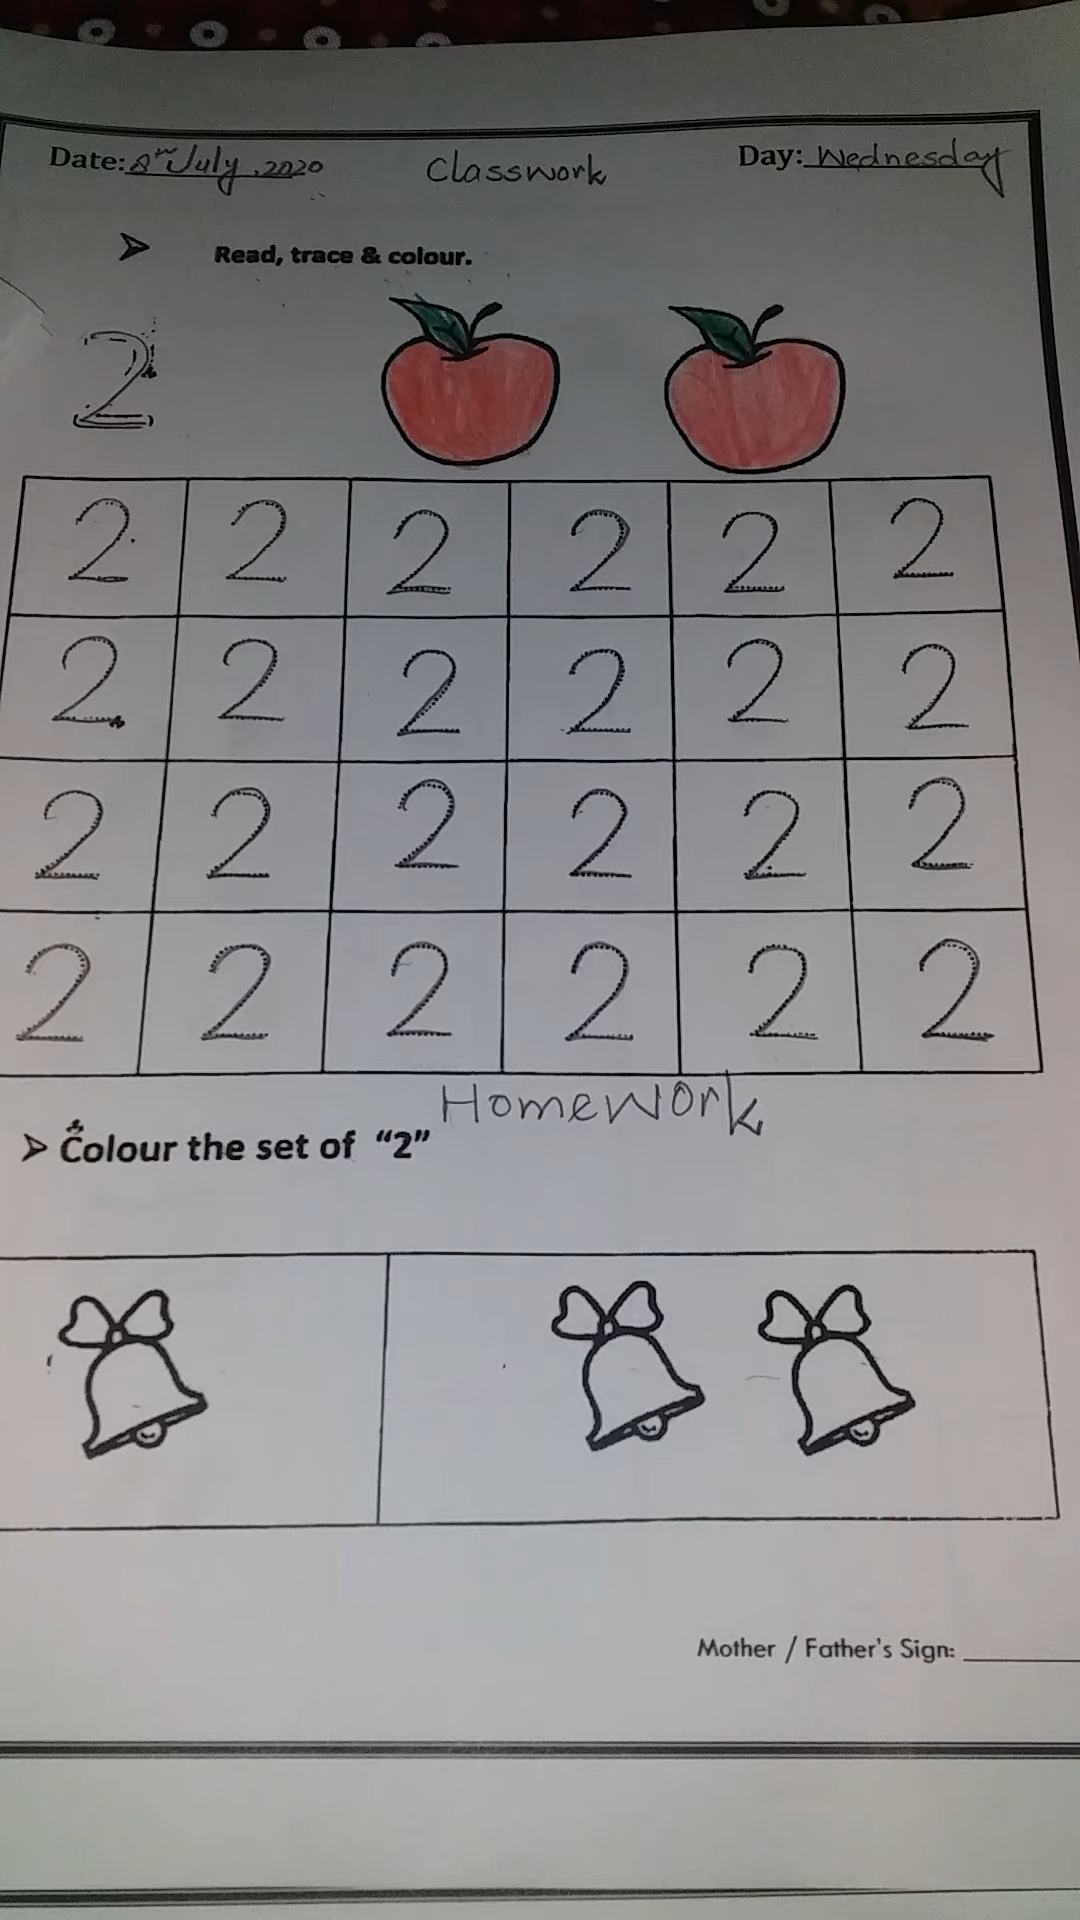 Date: 8th July, 2020 Classwork Day: Wednesday
➤ Read, trace & colour.
2
2 2 2 2 2 2
2 2 2 2 2 2
2 2 2 2 2 2
2 2 2 2 2 2
Homework
➤ Colour the set of “2”
Mother / Father's Sign: